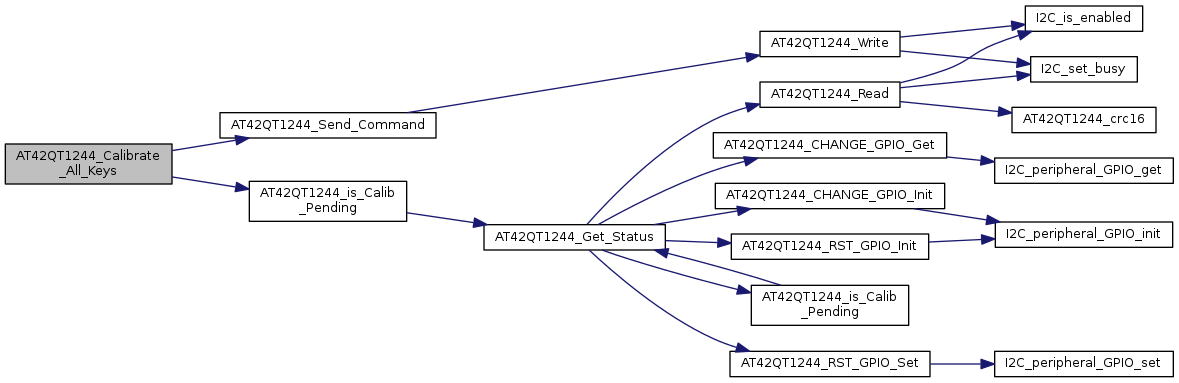 AT42QT1244_Calibrate
_All_Keys
AT42QT1244_Send_Command
AT42QT1244_is_Calib
_Pending
AT42QT1244_Get_Status
AT42QT1244_Write
AT42QT1244_Read
AT42QT1244_CHANGE_GPIO_Get
AT42QT1244_CHANGE_GPIO_Init
AT42QT1244_RST_GPIO_Init
AT42QT1244_is_Calib
_Pending
AT42QT1244_RST_GPIO_Set
I2C_is_enabled
I2C_set_busy
AT42QT1244_crc16
I2C_peripheral_GPIO_get
I2C_peripheral_GPIO_init
I2C_peripheral_GPIO_set